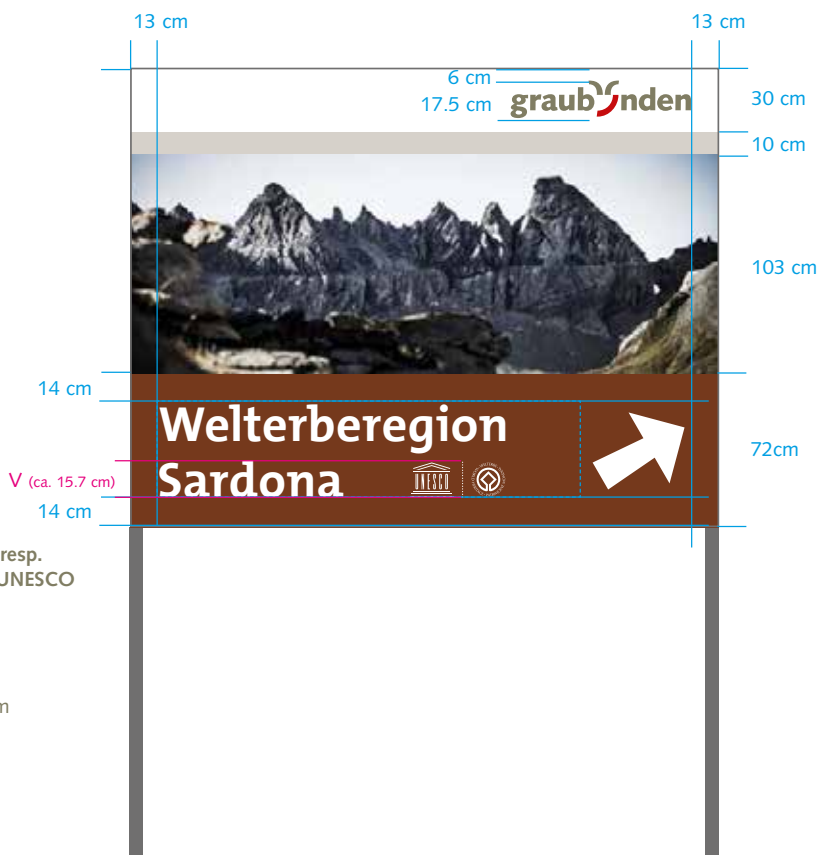 13 cm 13 cm
6 cm
17.5 cm graubünden 30 cm
10 cm
103 cm
14 cm
Welterberegion
72cm
V (ca. 15.7 cm) Sardona UNESCO
14 cm
resp.
UNESCO
m